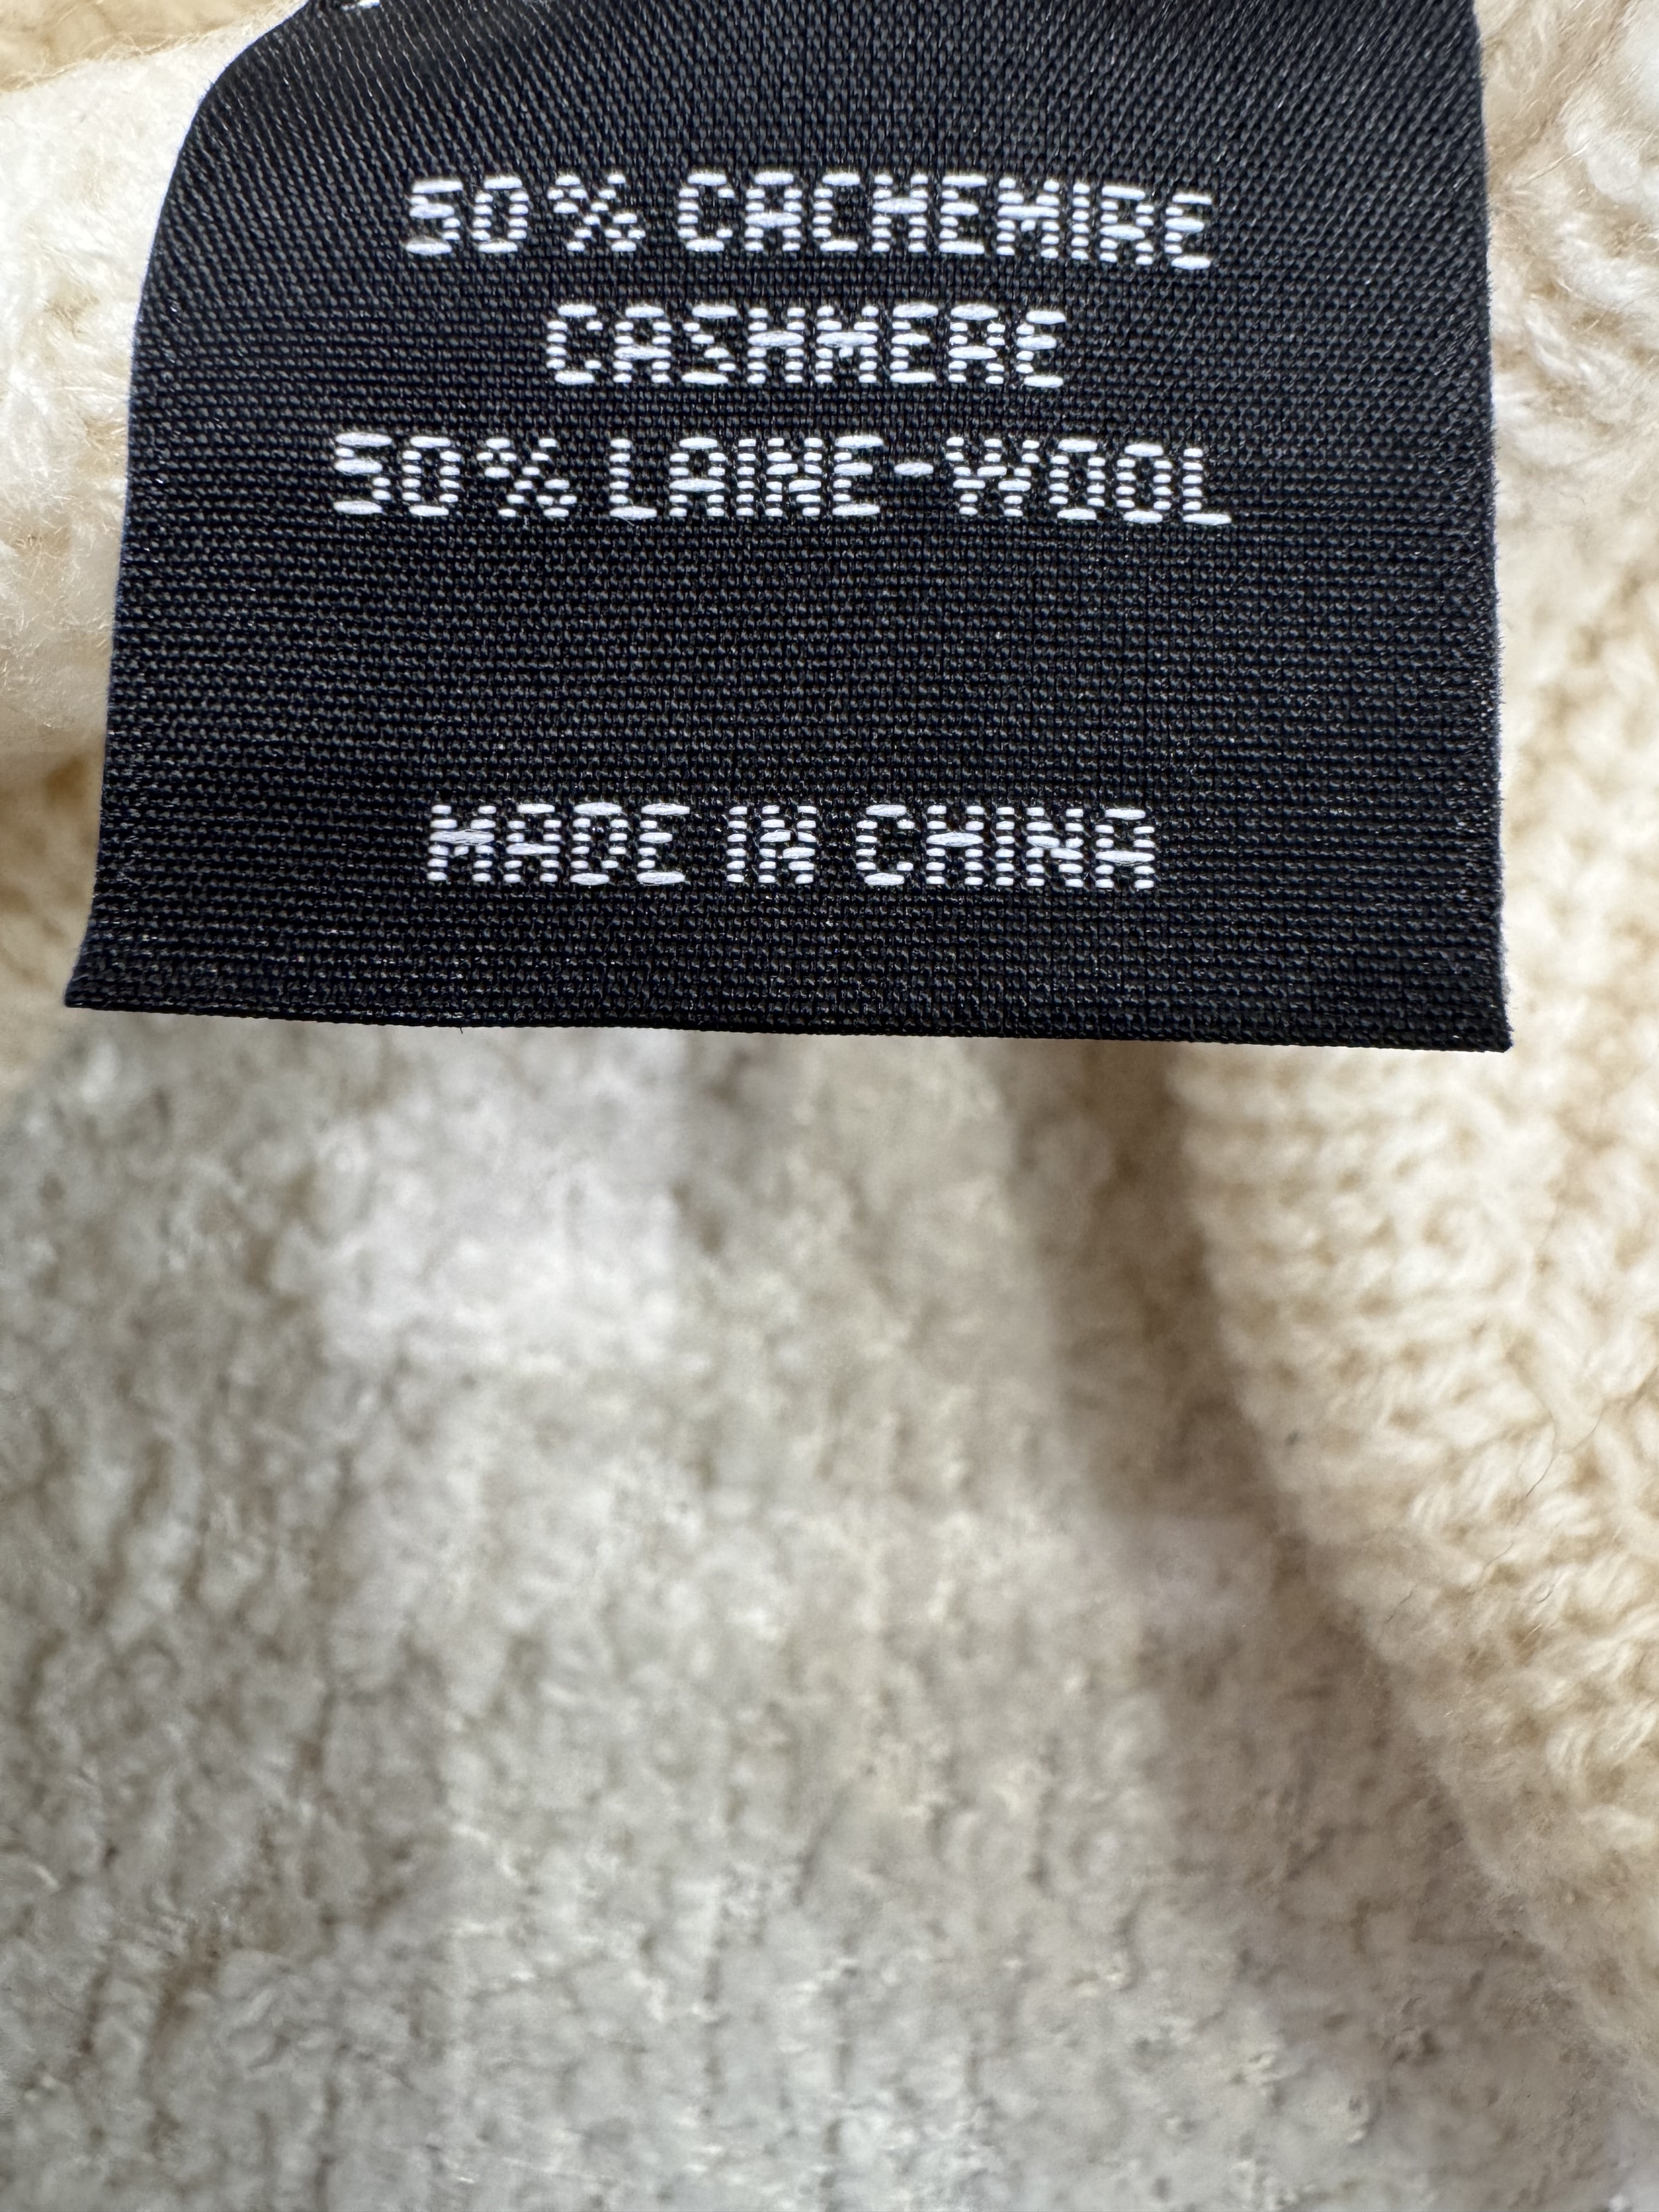 50% CACHEMIRE
CASHMERE
50% LAINE-WOOL
MADE IN CHINA